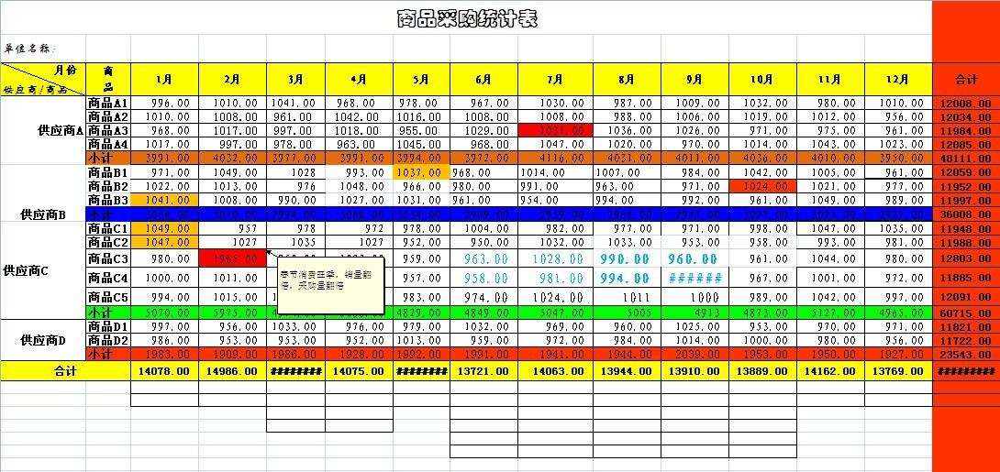 商品采购统计表
单位名称:
月份 供应商/商品 商品 1月 2月 3月 4月 5月 6月 7月 8月 9月 10月 11月 12月 合计
商品A1 996.00 1010.00 1041.00 968.00 978.00 967.00 1030.00 987.00 1009.00 1032.00 980.00 1010.00 12008.00
商品A2 1010.00 1008.00 961.00 1042.00 1016.00 1008.00 1008.00 988.00 1006.00 1019.00 1012.00 956.00 12034.00
供应商A 商品A3 968.00 1017.00 997.00 1018.00 955.00 1029.00 1031.00 1036.00 1026.00 971.00 975.00 961.00 11984.00
商品A4 1017.00 997.00 978.00 963.00 1045.00 968.00 1047.00 1020.00 970.00 1014.00 1043.00 1023.00 12085.00
小计 3991.00 4032.00 3977.00 3991.00 3994.00 3972.00 4116.00 4031.00 4011.00 4036.00 4010.00 3950.00 48111.00
商品B1 971.00 1049.00 1028 993.00 1037.00 968.00 1014.00 1007.00 984.00 1042.00 1005.00 961.00 12059.00
商品B2 1022.00 1013.00 976 1048.00 966.00 980.00 991.00 963.00 971.00 1024.00 1021.00 977.00 11952.00
商品B3 1041.00 1008.00 990.00 1027.00 1031.00 961.00 954.00 994.00 992.00 961.00 1049.00 989.00 11997.00
供应商B 小计 3034.00 3070.00 2994.00 3068.00 3034.00 2909.00 2959.00 2964.00 2947.00 3027.00 3075.00 2927.00 36008.00
商品C1 1049.00 957 978 972 978.00 1004.00 982.00 977.00 971.00 998.00 1047.00 1035.00 11948.00
商品C2 1047.00 1027 1035 1027 952.00 950.00 1032.00 1033.00 953.00 958.00 993.00 981.00 11988.00
供应商C 商品C3 980.00 1965.00 959.00 963.00 1028.00 990.00 960.00 12803.00
春节消费旺季，销量翻
倍，采购量翻倍
商品C4 1000.00 1011.00 957.00 958.00 981.00 994.00 ###### 967.00 1001.00 972.00 11885.00
商品C5 994.00 1015.00 983.00 974.00 1024.00 1011 1000 989.00 1042.00 997.00 12091.00
小计 5070.00 5975.00 4829.00 4849.00 5047.00 5005 4913 4873.00 5127.00 4965.00 60715.00
商品D1 997.00 956.00 1033.00 976.00 979.00 1032.00 969.00 960.00 1025.00 953.00 970.00 971.00 11821.00
供应商D 商品D2 986.00 953.00 953.00 952.00 1013.00 959.00 972.00 984.00 1014.00 1000.00 980.00 956.00 11722.00
小计 1983.00 1909.00 1986.00 1928.00 1992.00 1991.00 1941.00 1944.00 2039.00 1953.00 1950.00 1927.00 23543.00
合计 14078.00 14986.00 ######## 14075.00 ######## 13721.00 14063.00 13944.00 13910.00 13889.00 14162.00 13769.00 #########